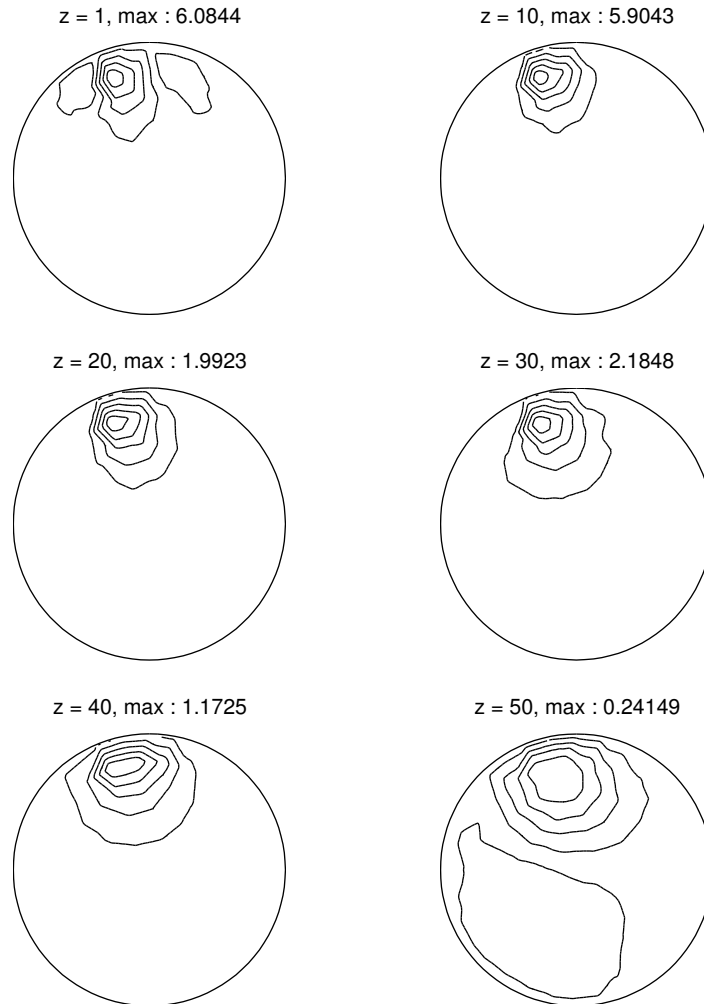 z = 1, max : 6.0844
z = 10, max : 5.9043
z = 20, max : 1.9923
z = 30, max : 2.1848
z = 40, max : 1.1725
z = 50, max : 0.24149